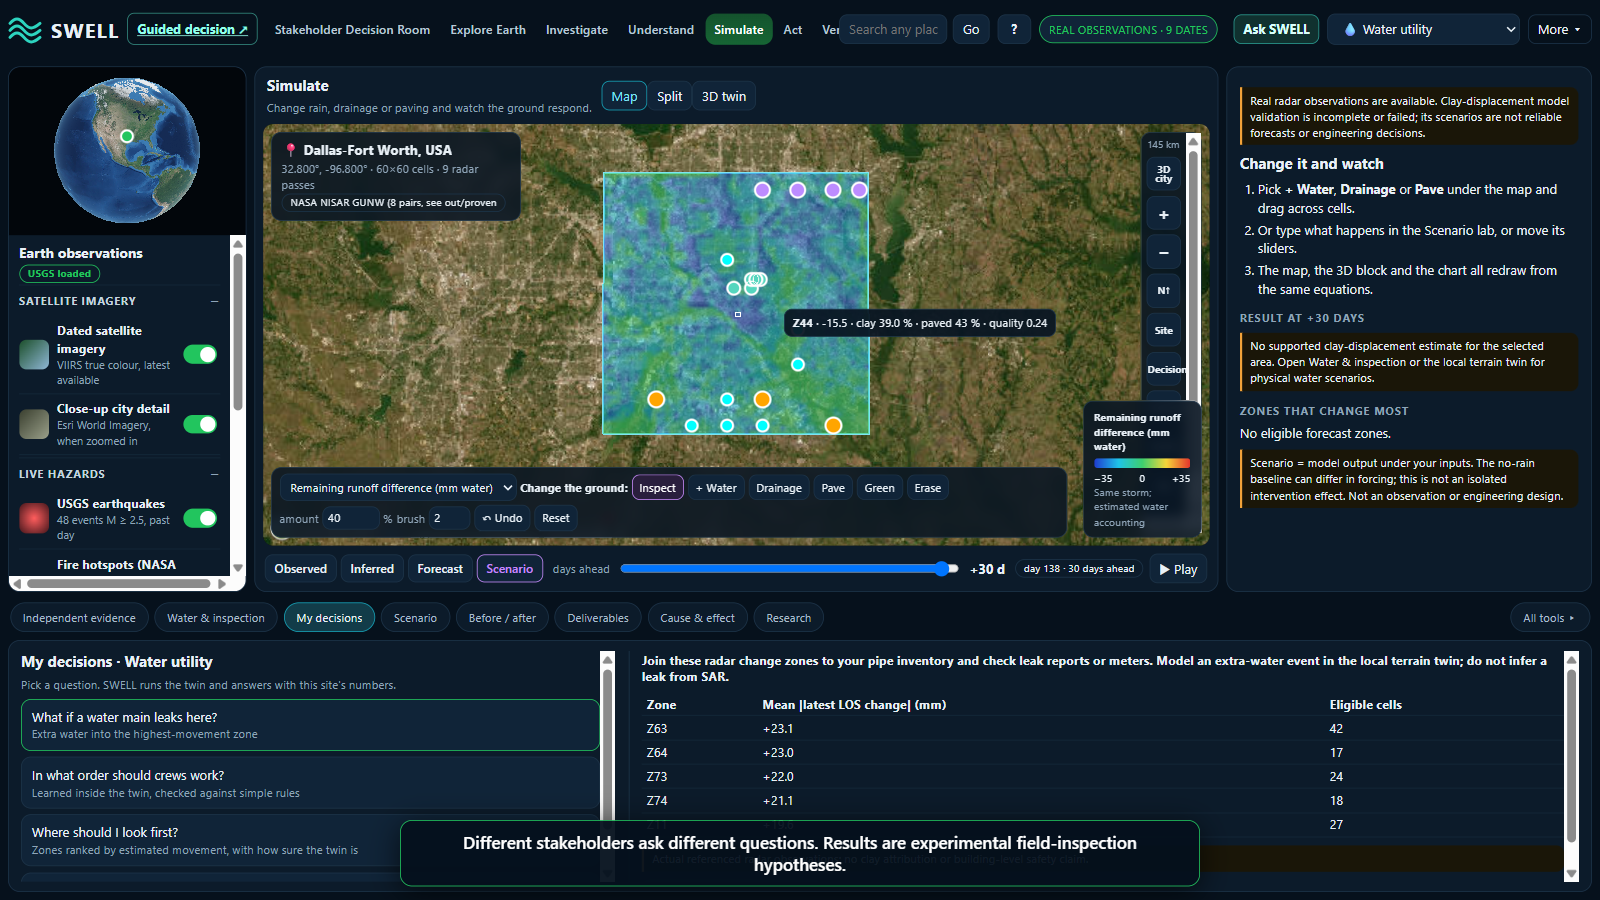 SWELL
Guided decision ↗
Stakeholder Decision Room
Explore Earth
Investigate
Understand
Simulate
Act
Ver
Search any plac
Go
?
REAL OBSERVATIONS · 9 DATES
Ask SWELL
Water utility
More
Earth observations
USGS loaded
SATELLITE IMAGERY
Dated satellite
imagery
VIIRS true colour, latest
available
Close-up city detail
Esri World Imagery,
when zoomed in
LIVE HAZARDS
USGS earthquakes
48 events M ≥ 2.5, past
day
Fire hotspots (NASA
Simulate
Change rain, drainage or paving and watch the ground respond.
Map
Split
3D twin
Dallas-Fort Worth, USA
32.800°, -96.800° · 60×60 cells · 9 radar
passes
NASA NISAR GUNW (8 pairs, see out/proven
145 km
3D
city
+
−
N↑
Site
Decision
Z44 · -15.5 · clay 39.0 % · paved 43 % · quality 0.24
Remaining runoff
difference (mm
water)
−35 0 +35
Same storm;
estimated water
accounting
Remaining runoff difference (mm water)
Change the ground:
Inspect
+ Water
Drainage
Pave
Green
Erase
amount 40 % brush 2
↶ Undo
Reset
Observed
Inferred
Forecast
Scenario
days ahead
+30 d
day 138 · 30 days ahead
▶ Play
Real radar observations are available. Clay-displacement model
validation is incomplete or failed; its scenarios are not reliable
forecasts or engineering decisions.
Change it and watch
1. Pick + Water, Drainage or Pave under the map and
drag across cells.
2. Or type what happens in the Scenario lab, or move its
sliders.
3. The map, the 3D block and the chart all redraw from
the same equations.
RESULT AT +30 DAYS
No supported clay-displacement estimate for the selected
area. Open Water & inspection or the local terrain twin for
physical water scenarios.
ZONES THAT CHANGE MOST
No eligible forecast zones.
Scenario = model output under your inputs. The no-rain
baseline can differ in forcing; this is not an isolated
intervention effect. Not an observation or engineering design.
Independent evidence
Water & inspection
My decisions
Scenario
Before / after
Deliverables
Cause & effect
Research
All tools ▸
My decisions · Water utility
Pick a question. SWELL runs the twin and answers with this site's numbers.
What if a water main leaks here?
Extra water into the highest-movement zone
In what order should crews work?
Learned inside the twin, checked against simple rules
Where should I look first?
Zones ranked by estimated movement, with how sure the twin is
Join these radar change zones to your pipe inventory and check leak reports or meters. Model an extra-water event in the local terrain twin; do not infer a
leak from SAR.
Zone Mean |latest LOS change| (mm) Eligible cells
Z63 +23.1 42
Z64 +23.0 17
Z73 +22.0 24
Z74 +21.1 18
27
Different stakeholders ask different questions. Results are experimental field-inspection
hypotheses.